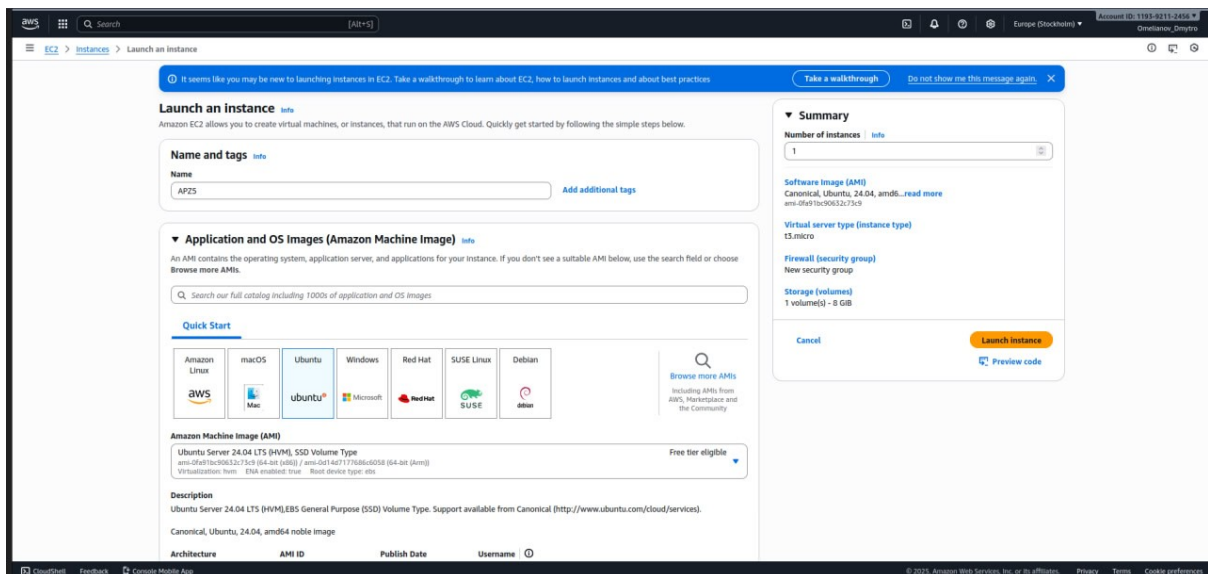 aws
Search
[Alt+S]
Europe (Stockholm)
Account ID: 1193-9211-2456
Omelianov_Dmytro
EC2 > Instances > Launch an instance
It seems like you may be new to launching instances in EC2. Take a walkthrough to learn about EC2, how to launch instances and about best practices
Take a walkthrough
Do not show me this message again.
Launch an instance Info
Amazon EC2 allows you to create virtual machines, or instances, that run on the AWS Cloud. Quickly get started by following the simple steps below.
Name and tags Info
Name
APZ5
Add additional tags
Application and OS Images (Amazon Machine Image) Info
An AMI contains the operating system, application server, and applications for your instance. If you don't see a suitable AMI below, use the search field or choose
Browse more AMIs.
Search our full catalog including 1000s of application and OS images
Quick Start
Amazon
Linux
aws
macOS
Mac
Ubuntu
ubuntu
Windows
Microsoft
Red Hat
Red Hat
SUSE Linux
SUSE
Debian
debian
Browse more AMIs
Including AMIs from
AWS, Marketplace and
the Community
Amazon Machine Image (AMI)
Ubuntu Server 24.04 LTS (HVM), SSD Volume Type
Free tier eligible
ami-0fa91bc90632c73c9 (64-bit (x86)) / ami-0d14d7177686c6058 (64-bit (Arm))
Virtualization: hvm ENA enabled: true Root device type: ebs
Description
Ubuntu Server 24.04 LTS (HVM),EBS General Purpose (SSD) Volume Type. Support available from Canonical (http://www.ubuntu.com/cloud/services).
Canonical, Ubuntu, 24.04, amd64 noble image
Architecture AMI ID Publish Date Username
Summary
Number of instances Info
1
Software Image (AMI)
Canonical, Ubuntu, 24.04, amd6...read more
ami-0fa91bc90632c73c9
Virtual server type (instance type)
t3.micro
Firewall (security group)
New security group
Storage (volumes)
1 volume(s) - 8 GiB
Cancel
Launch instance
Preview code
CloudShell Feedback Console Mobile App
© 2025, Amazon Web Services, Inc. or its affiliates. Privacy Terms Cookie preferences